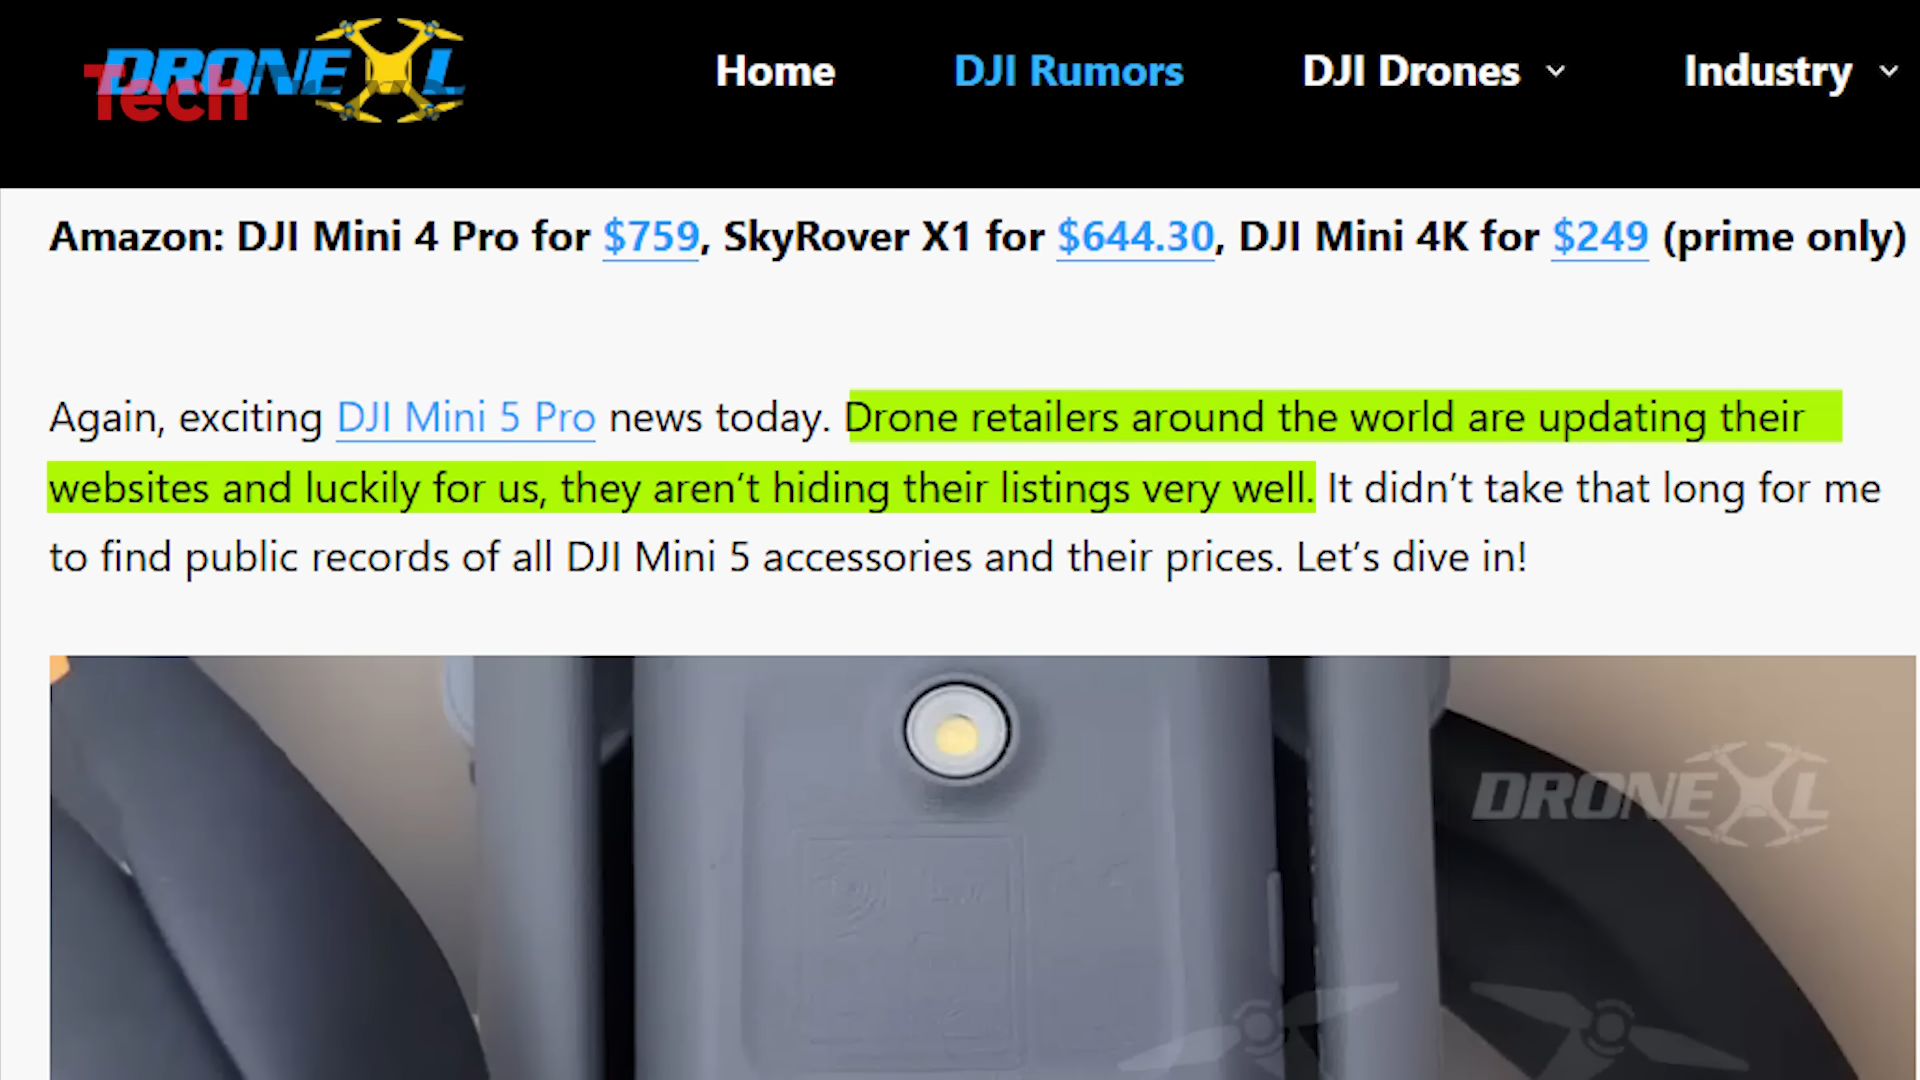 DRONEXL
Tech
Home DJI Rumors DJI Drones Industry
Amazon: DJI Mini 4 Pro for $759, SkyRover X1 for $644.30, DJI Mini 4K for $249 (prime only)
Again, exciting DJI Mini 5 Pro news today. Drone retailers around the world are updating their
websites and luckily for us, they aren’t hiding their listings very well. It didn’t take that long for me
to find public records of all DJI Mini 5 accessories and their prices. Let’s dive in!
DRONEXL